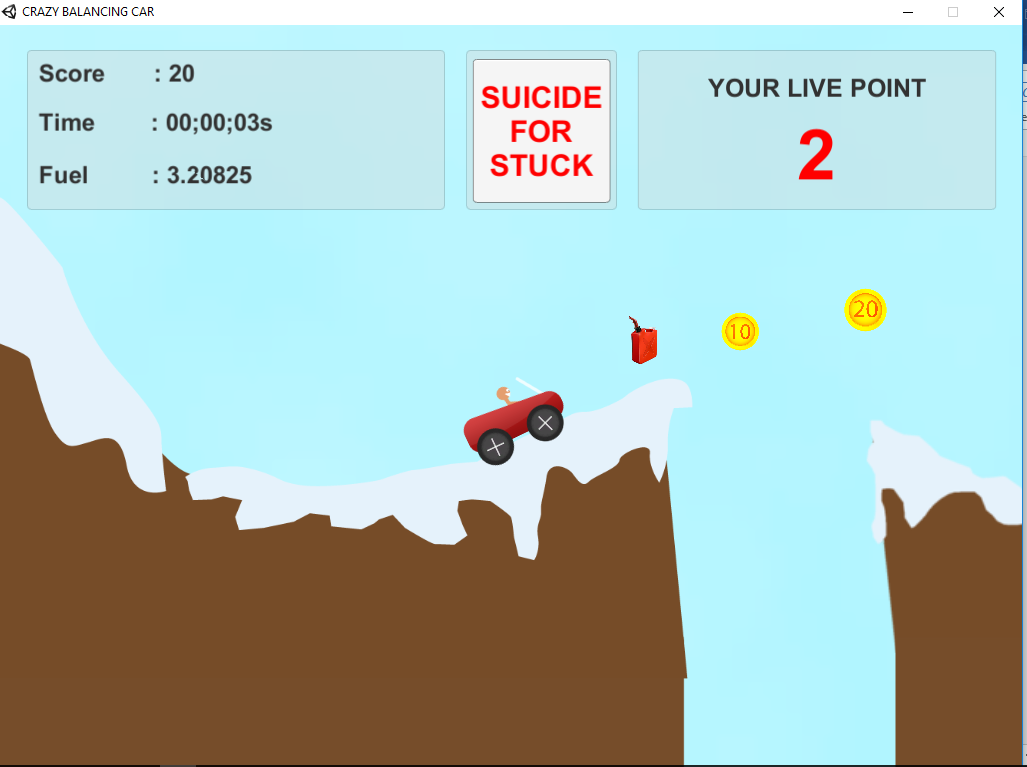 CRAZY BALANCING CAR
Score : 20
Time : 00;00;03s
Fuel : 3.20825
SUICIDE
FOR
STUCK
YOUR LIVE POINT
2
10
20